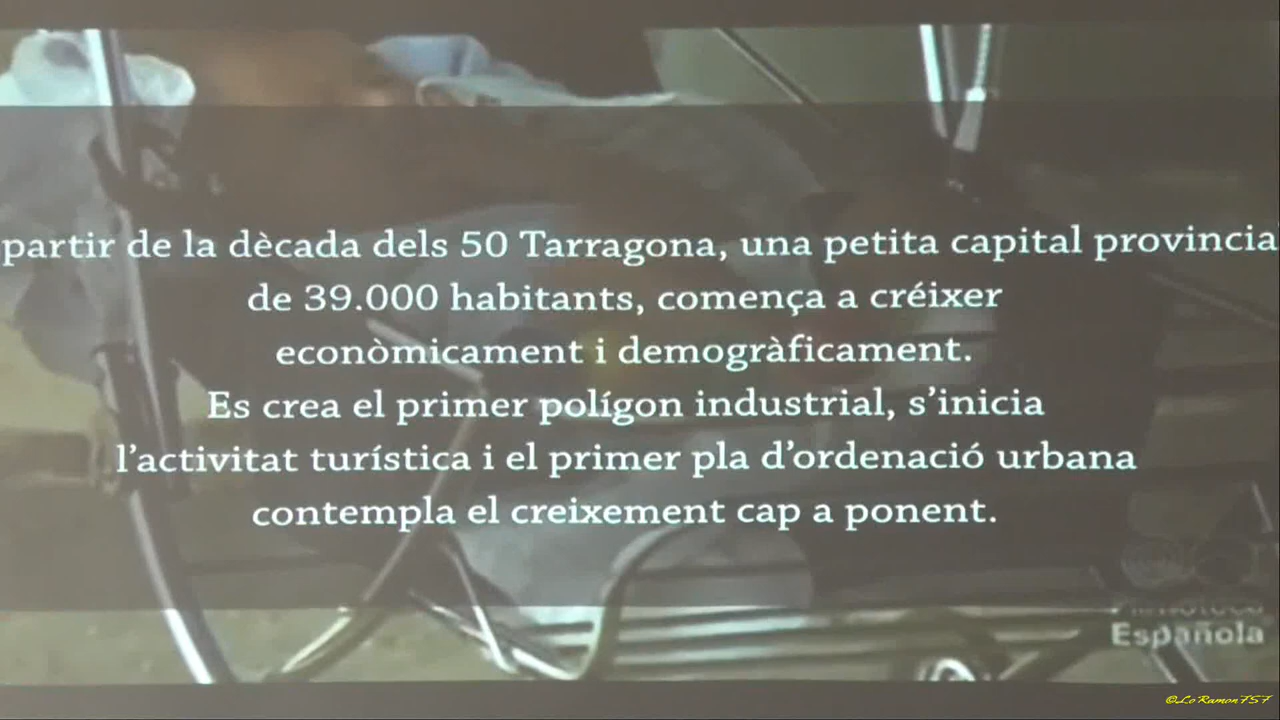 partir de la dècada dels 50 Tarragona, una petita capital provincia
de 39.000 habitants, comença a créixer
econòmicament i demogràficament.
Es crea el primer polígon industrial, s’inicia
l’activitat turística i el primer pla d’ordenació urbana
contempla el creixement cap a ponent.
Española
©LoRamon757